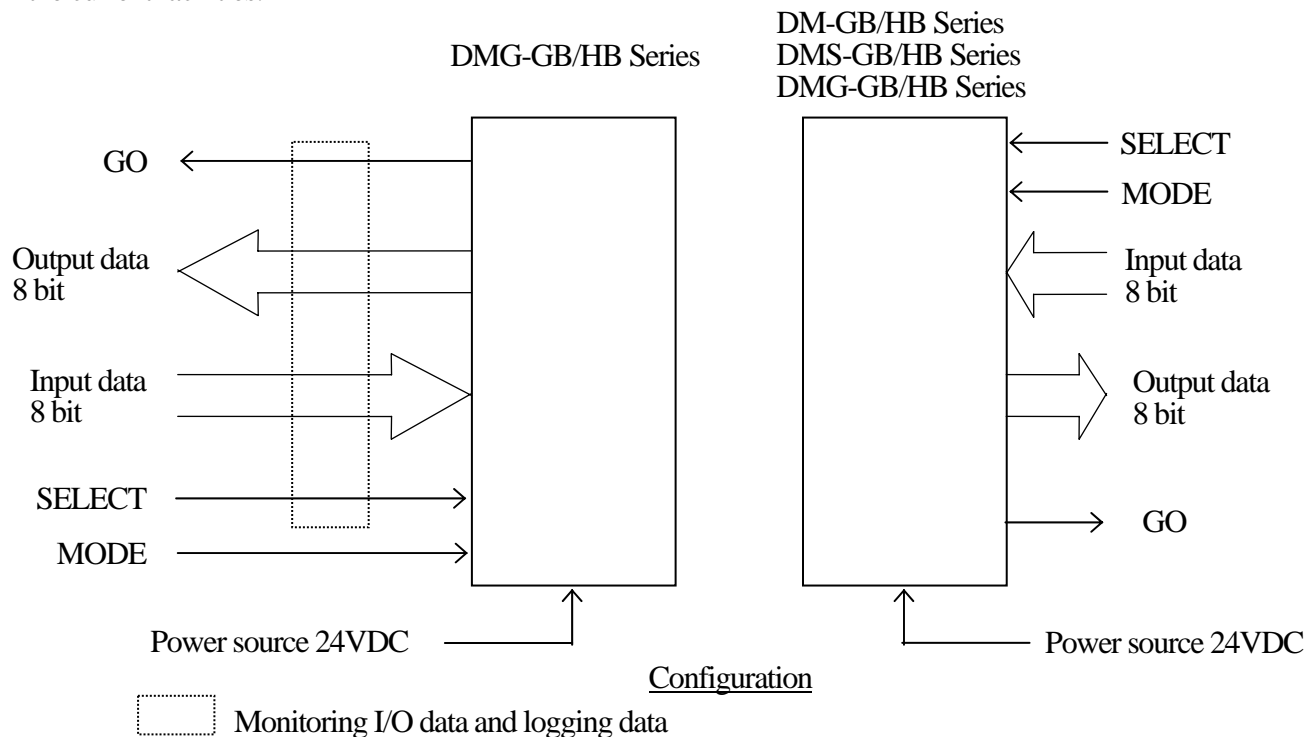 DM-GB/HB Series
DMG-GB/HB Series
DMS-GB/HB Series
DMG-GB/HB Series
GO
SELECT
MODE
Output data
8 bit
Input data
8 bit
Input data
8 bit
Output data
8 bit
SELECT
GO
MODE
Power source 24VDC
Power source 24VDC
Configuration
Monitoring I/O data and logging data